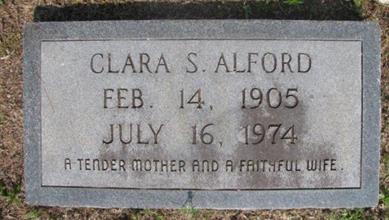 CLARA S. ALFORD
FEB. 14, 1905
JULY 16, 1974
A TENDER MOTHER AND A FAITHFUL WIFE.